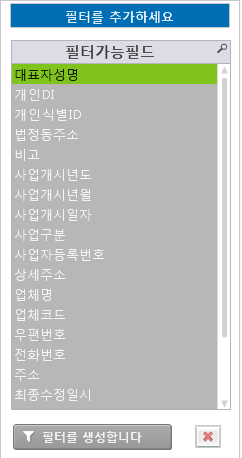 필터를 추가하세요
필터가능필드
대표자성명
개인DI
개인식별ID
법정동주소
비고
사업개시년도
사업개시년월
사업개시일자
사업구분
사업자등록번호
상세주소
업체명
업체코드
우편번호
전화번호
주소
최종수정일시
필터를 생성합니다